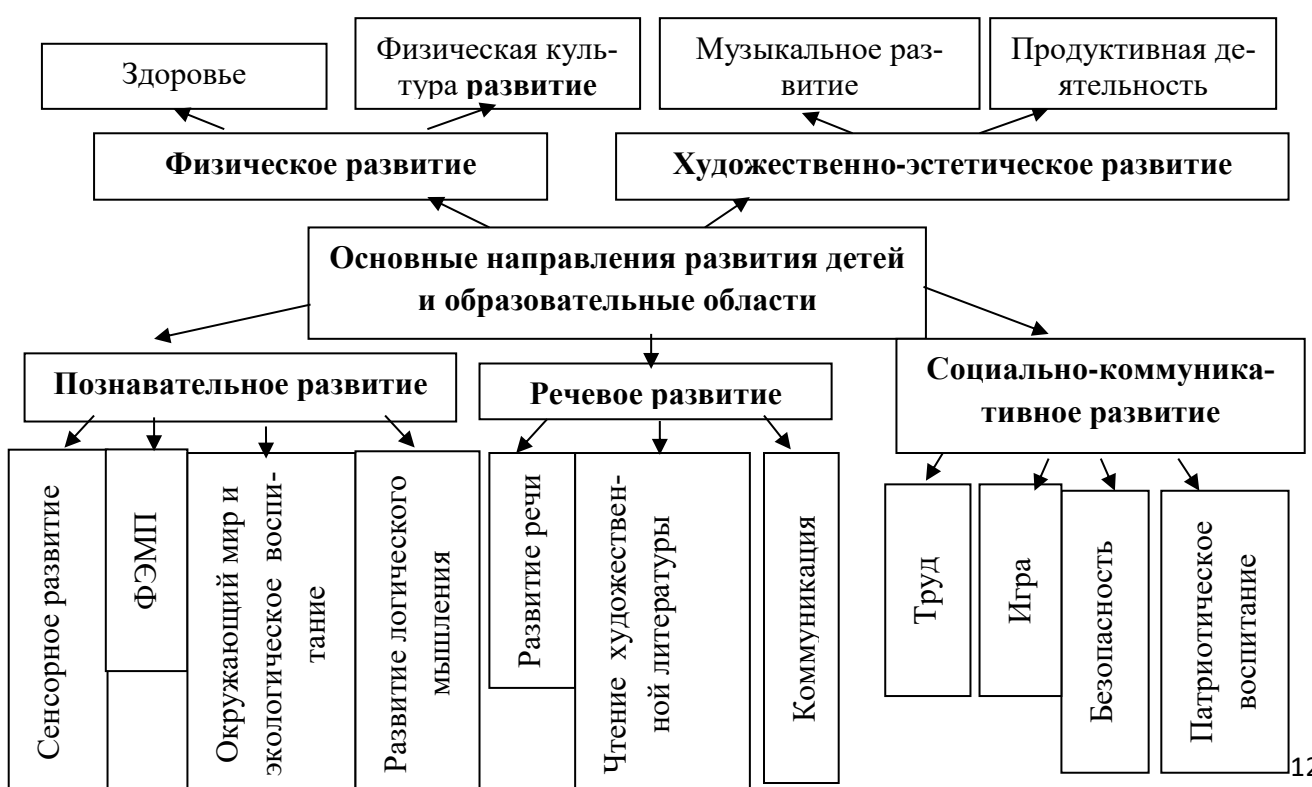 Здоровье
Физическая куль-
тура развитие
Музыкальное раз-
витие
Продуктивная де-
ятельность
Физическое развитие
Художественно-эстетическое развитие
Основные направления развития детей
и образовательные области
Познавательное развитие
Речевое развитие
Социально-коммуника-
тивное развитие
Сенсорное развитие
ФЭМП
Окружающий мир и
экологическое воспи-
тание
Развитие логического
мышления
Развитие речи
Чтение художествен-
ной литературы
Коммуникация
Труд
Игра
Безопасность
Патриотическое
воспитание
12